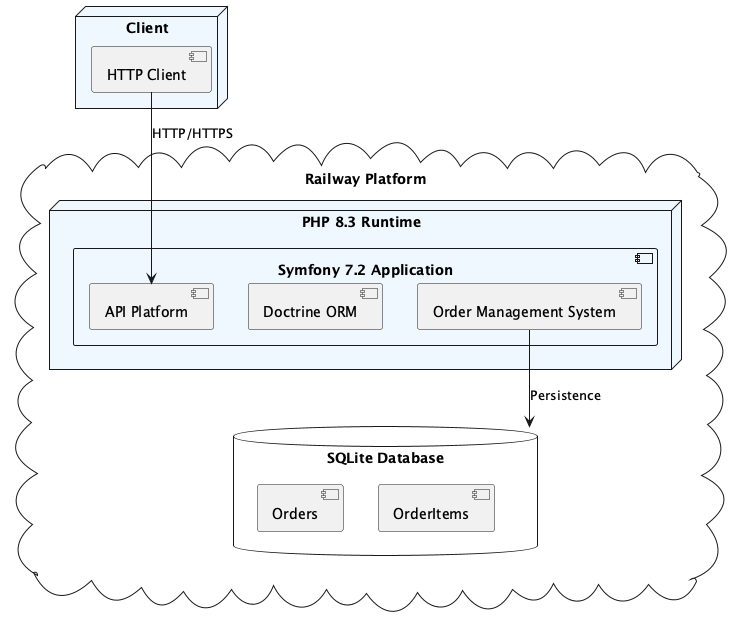 Client
HTTP Client
HTTP/HTTPS
Railway Platform
PHP 8.3 Runtime
Symfony 7.2 Application
API Platform
Doctrine ORM
Order Management System
Persistence
SQLite Database
Orders
OrderItems